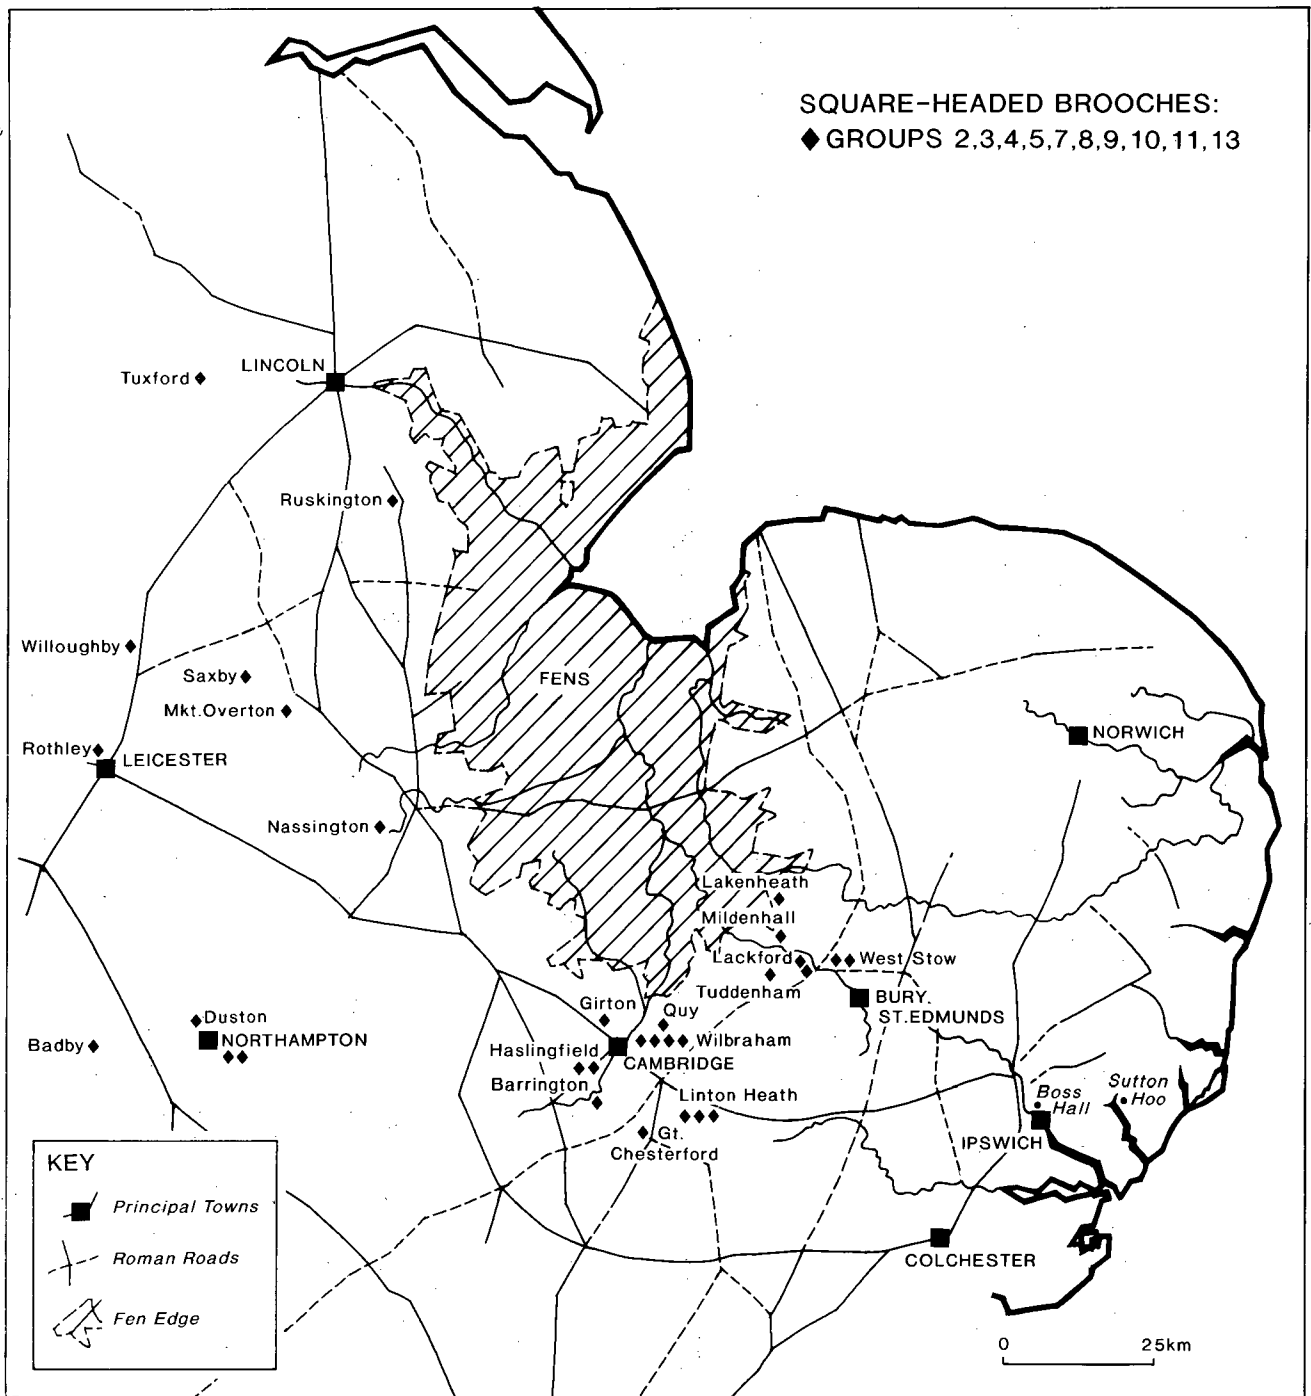 SQUARE-HEADED BROOCHES:
◆ GROUPS 2,3,4,5,7,8,9,10,11,13
Tuxford
LINCOLN
Ruskington
Willoughby
Saxby
FENS
Mkt.Overton
Rothley
LEICESTER
NORWICH
Nassington
Lakenheath
Mildenhall
Lackford
West Stow
Tuddenham
BURY.
ST.EDMUNDS
Girton
Quy
Duston
NORTHAMPTON
Badby
Wilbraham
Haslingfield
CAMBRIDGE
Barrington
Linton Heath
Gt.
Chesterford
Boss
Hall
Sutton
Hoo
IPSWICH
COLCHESTER
KEY
Principal Towns
Roman Roads
Fen Edge
0 25km